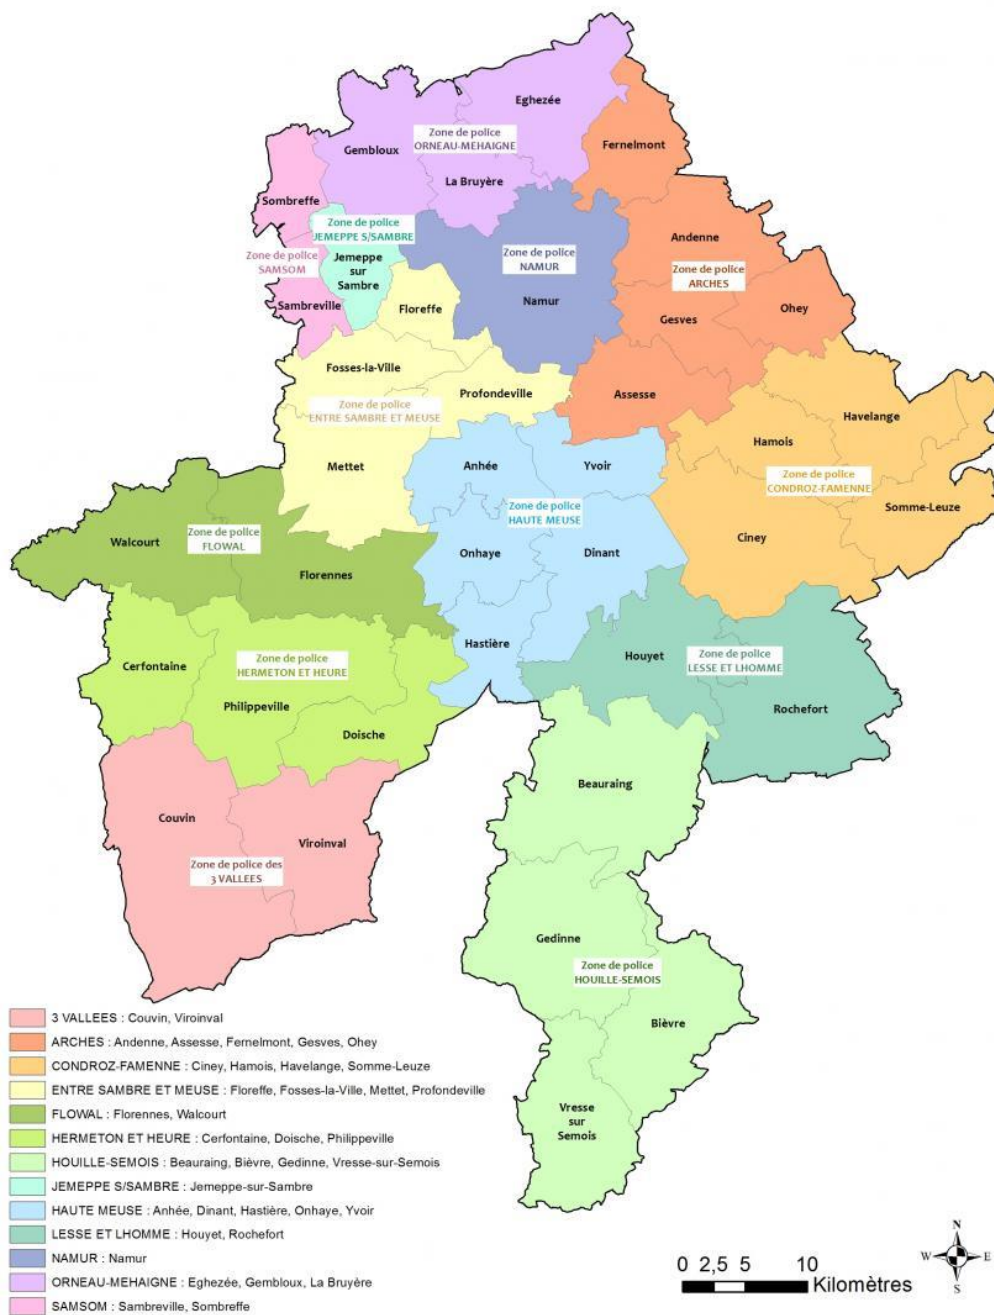 Eghezée
Zone de police
ORNEAU-MEHAIGNE
Gembloux
Fernelmont
La Bruyère
Sombreffe
Zone de police
JEMEPPE S/SAMBRE
Andenne
Zone de police
SAMSOM
Jemeppe
sur
Sambre
Zone de police
NAMUR
Zone de police
ARCHES
Sambreville
Floreffe
Namur
Gesves
Ohey
Fosses-la-Ville
Profondeville
Assesse
Zone de police
ENTRE SAMBRE ET MEUSE
Havelange
Hamois
Mettet
Anhée
Yvoir
Zone de police
CONDROZ-FAMENNE
Somme-Leuze
Zone de police
HAUTE MEUSE
Walcourt
Zone de police
FLOWAL
Onhaye
Dinant
Ciney
Florennes
Hastière
Houyet
Zone de police
LESSE ET LHOMME
Cerfontaine
Zone de police
HERMETON ET HEURE
Philippeville
Rochefort
Doische
Beauraing
Couvin
Viroinval
Zone de police des
3 VALLEES
Gedinne
Zone de police
HOUILLE-SEMOIS
Bièvre
Vresse
sur
Semois
3 VALLEES : Couvin, Viroinval
ARCHES : Andenne, Assesse, Fernelmont, Gesves, Ohey
CONDROZ-FAMENNE : Ciney, Hamois, Havelange, Somme-Leuze
ENTRE SAMBRE ET MEUSE : Floreffe, Fosses-la-Ville, Mettet, Profondeville
FLOWAL : Florennes, Walcourt
HERMETON ET HEURE : Cerfontaine, Doische, Philippeville
HOUILLE-SEMOIS : Beauraing, Bièvre, Gedinne, Vresse-sur-Semois
JEMEPPE S/SAMBRE : Jemeppe-sur-Sambre
HAUTE MEUSE : Anhée, Dinant, Hastière, Onhaye, Yvoir
LESSE ET LHOMME : Houyet, Rochefort
NAMUR : Namur
ORNEAU-MEHAIGNE : Eghezée, Gembloux, La Bruyère
SAMSOM : Sambreville, Sombreffe
N
W E
S
0 2,5 5 10
Kilomètres